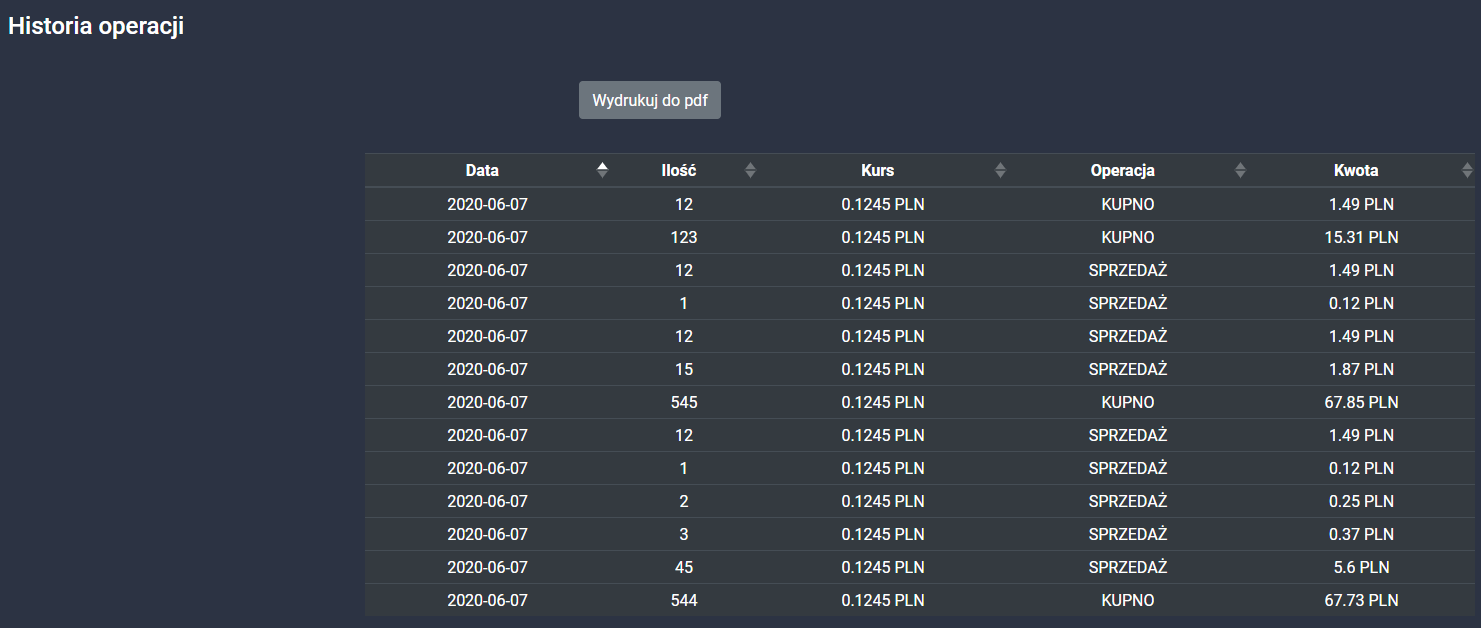 Historia operacji
Wydrukuj do pdf
Data Ilość Kurs Operacja Kwota
2020-06-07 12 0.1245 PLN KUPNO 1.49 PLN
2020-06-07 123 0.1245 PLN KUPNO 15.31 PLN
2020-06-07 12 0.1245 PLN SPRZEDAŻ 1.49 PLN
2020-06-07 1 0.1245 PLN SPRZEDAŻ 0.12 PLN
2020-06-07 12 0.1245 PLN SPRZEDAŻ 1.49 PLN
2020-06-07 15 0.1245 PLN SPRZEDAŻ 1.87 PLN
2020-06-07 545 0.1245 PLN KUPNO 67.85 PLN
2020-06-07 12 0.1245 PLN SPRZEDAŻ 1.49 PLN
2020-06-07 1 0.1245 PLN SPRZEDAŻ 0.12 PLN
2020-06-07 2 0.1245 PLN SPRZEDAŻ 0.25 PLN
2020-06-07 3 0.1245 PLN SPRZEDAŻ 0.37 PLN
2020-06-07 45 0.1245 PLN SPRZEDAŻ 5.6 PLN
2020-06-07 544 0.1245 PLN KUPNO 67.73 PLN